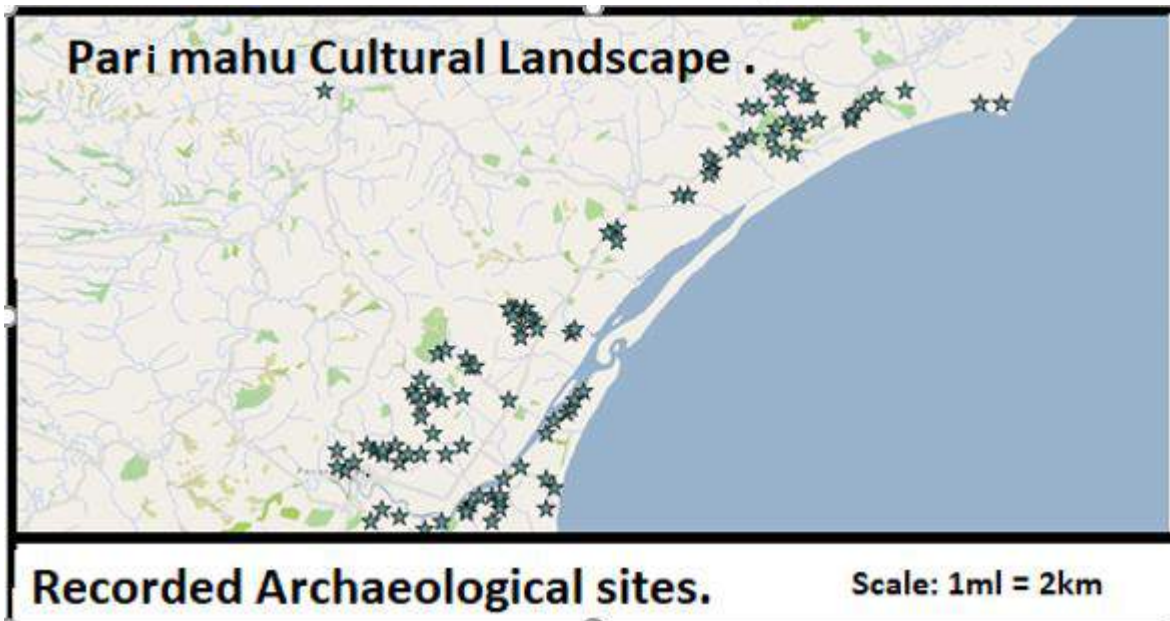 Pari mahu Cultural Landscape .
Recorded Archaeological sites.
Scale: 1ml = 2km